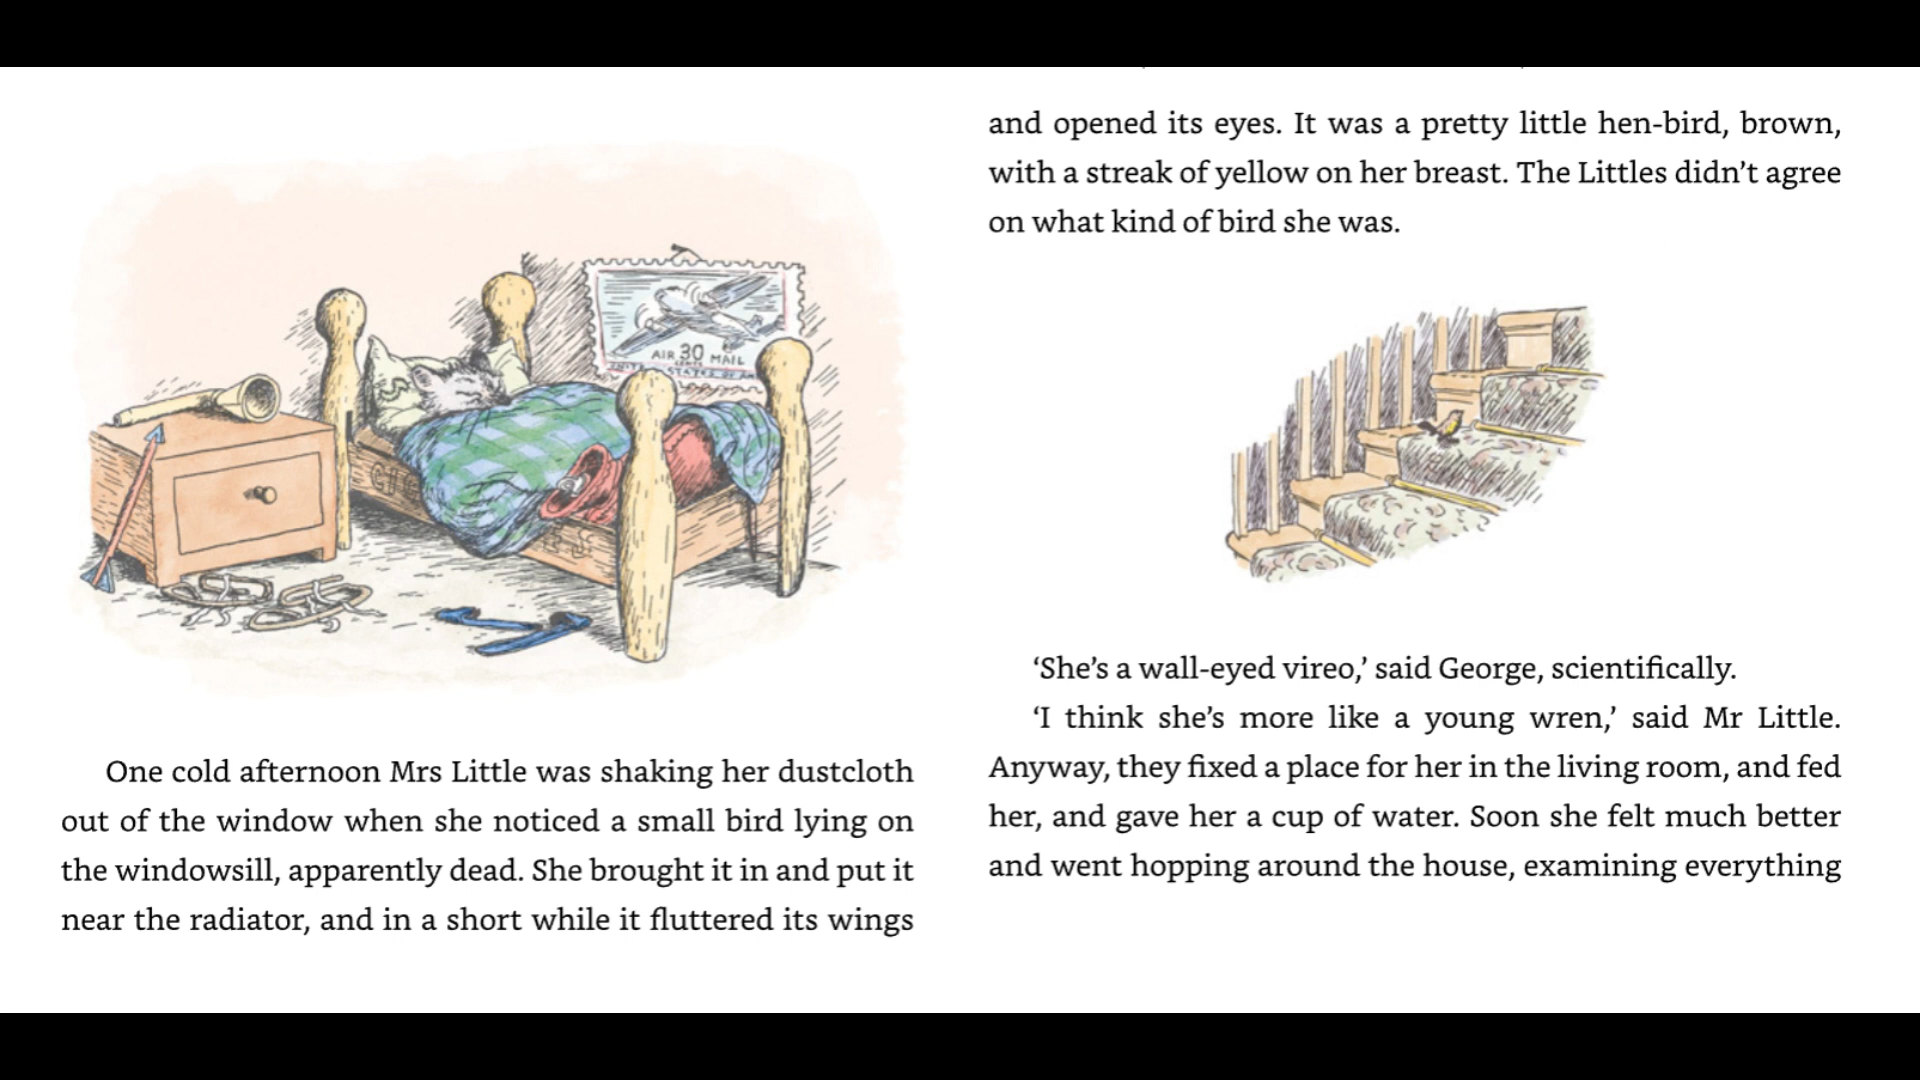 AIR 30 MAIL
CENTS
One cold afternoon Mrs Little was shaking her dustcloth
out of the window when she noticed a small bird lying on
the windowsill, apparently dead. She brought it in and put it
near the radiator, and in a short while it fluttered its wings
and opened its eyes. It was a pretty little hen-bird, brown,
with a streak of yellow on her breast. The Littles didn’t agree
on what kind of bird she was.
‘She’s a wall-eyed vireo,’ said George, scientifically.
‘I think she’s more like a young wren,’ said Mr Little.
Anyway, they fixed a place for her in the living room, and fed
her, and gave her a cup of water. Soon she felt much better
and went hopping around the house, examining everything